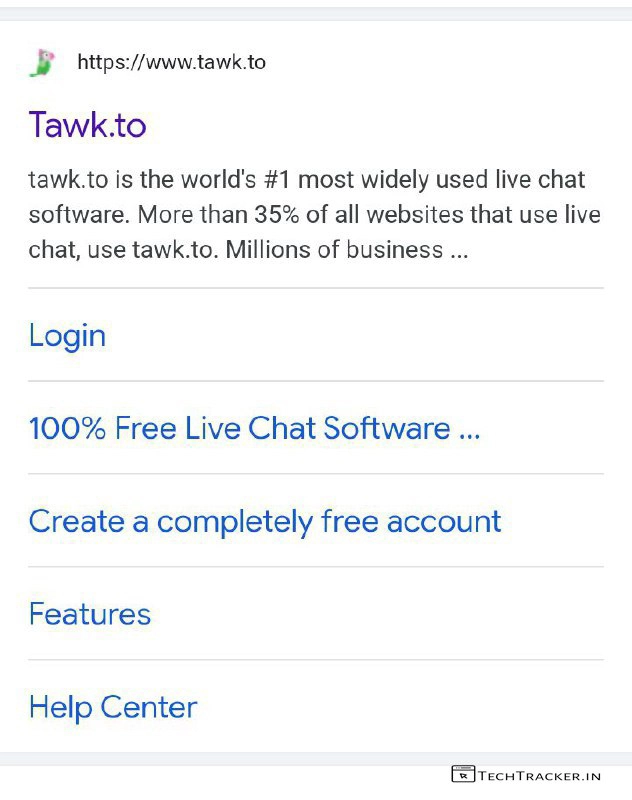 https://www.tawk.to
Tawk.to
tawk.to is the world's #1 most widely used live chat
software. More than 35% of all websites that use live
chat, use tawk.to. Millions of business ...
Login
100% Free Live Chat Software ...
Create a completely free account
Features
Help Center
TECHTRACKER.IN